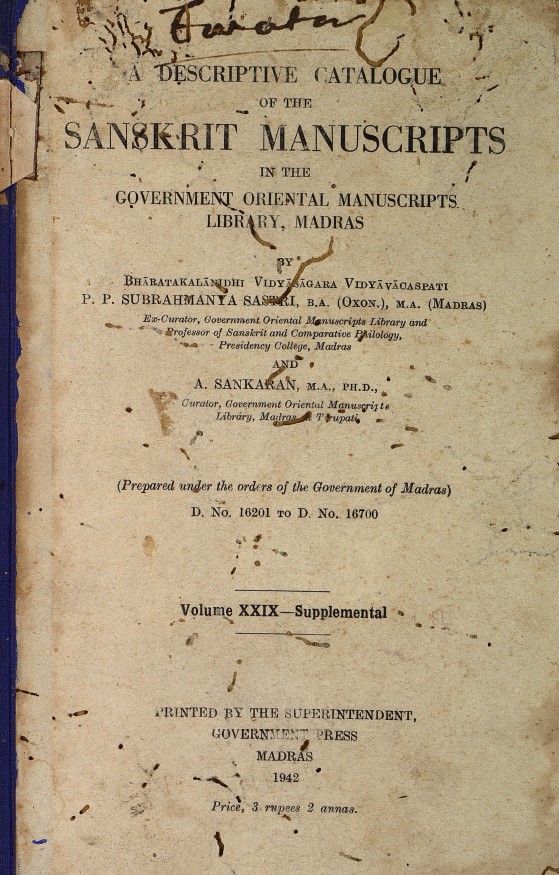 A DESCRIPTIVE CATALOGUE
OF THE
SANSKRIT MANUSCRIPTS
IN THE
GOVERNMENT ORIENTAL MANUSCRIPTS
LIBRARY, MADRAS
BY
BHĀRATAKALĀNIDHI VIDYĀSĀGARA VIDYĀVĀCASPATI
P. P. SUBRAHMANYA SASTRI, B.A. (OXON.), M.A. (MADRAS)
Ex-Curator, Government Oriental Manuscripts Library and
Professor of Sanskrit and Comparative Philology,
Presidency College, Madras
AND
A. SANKARAN, M.A., PH.D.,
Curator, Government Oriental Manuscripts
Library, Madras Tirupati
(Prepared under the orders of the Government of Madras)
D. No. 16201 TO D. No. 16700
Volume XXIX—Supplemental
PRINTED BY THE SUPERINTENDENT,
GOVERNMENT PRESS
MADRAS
1942
Price, 3 rupees 2 annas.